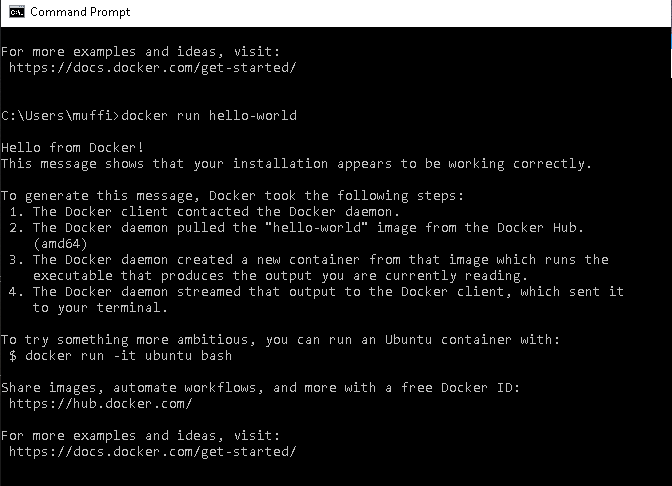 Command Prompt
For more examples and ideas, visit:
https://docs.docker.com/get-started/
C:\Users\muffi>docker run hello-world
Hello from Docker!
This message shows that your installation appears to be working correctly.
To generate this message, Docker took the following steps:
1. The Docker client contacted the Docker daemon.
2. The Docker daemon pulled the "hello-world" image from the Docker Hub.
(amd64)
3. The Docker daemon created a new container from that image which runs the
executable that produces the output you are currently reading.
4. The Docker daemon streamed that output to the Docker client, which sent it
to your terminal.
To try something more ambitious, you can run an Ubuntu container with:
$ docker run -it ubuntu bash
Share images, automate workflows, and more with a free Docker ID:
https://hub.docker.com/
For more examples and ideas, visit:
https://docs.docker.com/get-started/